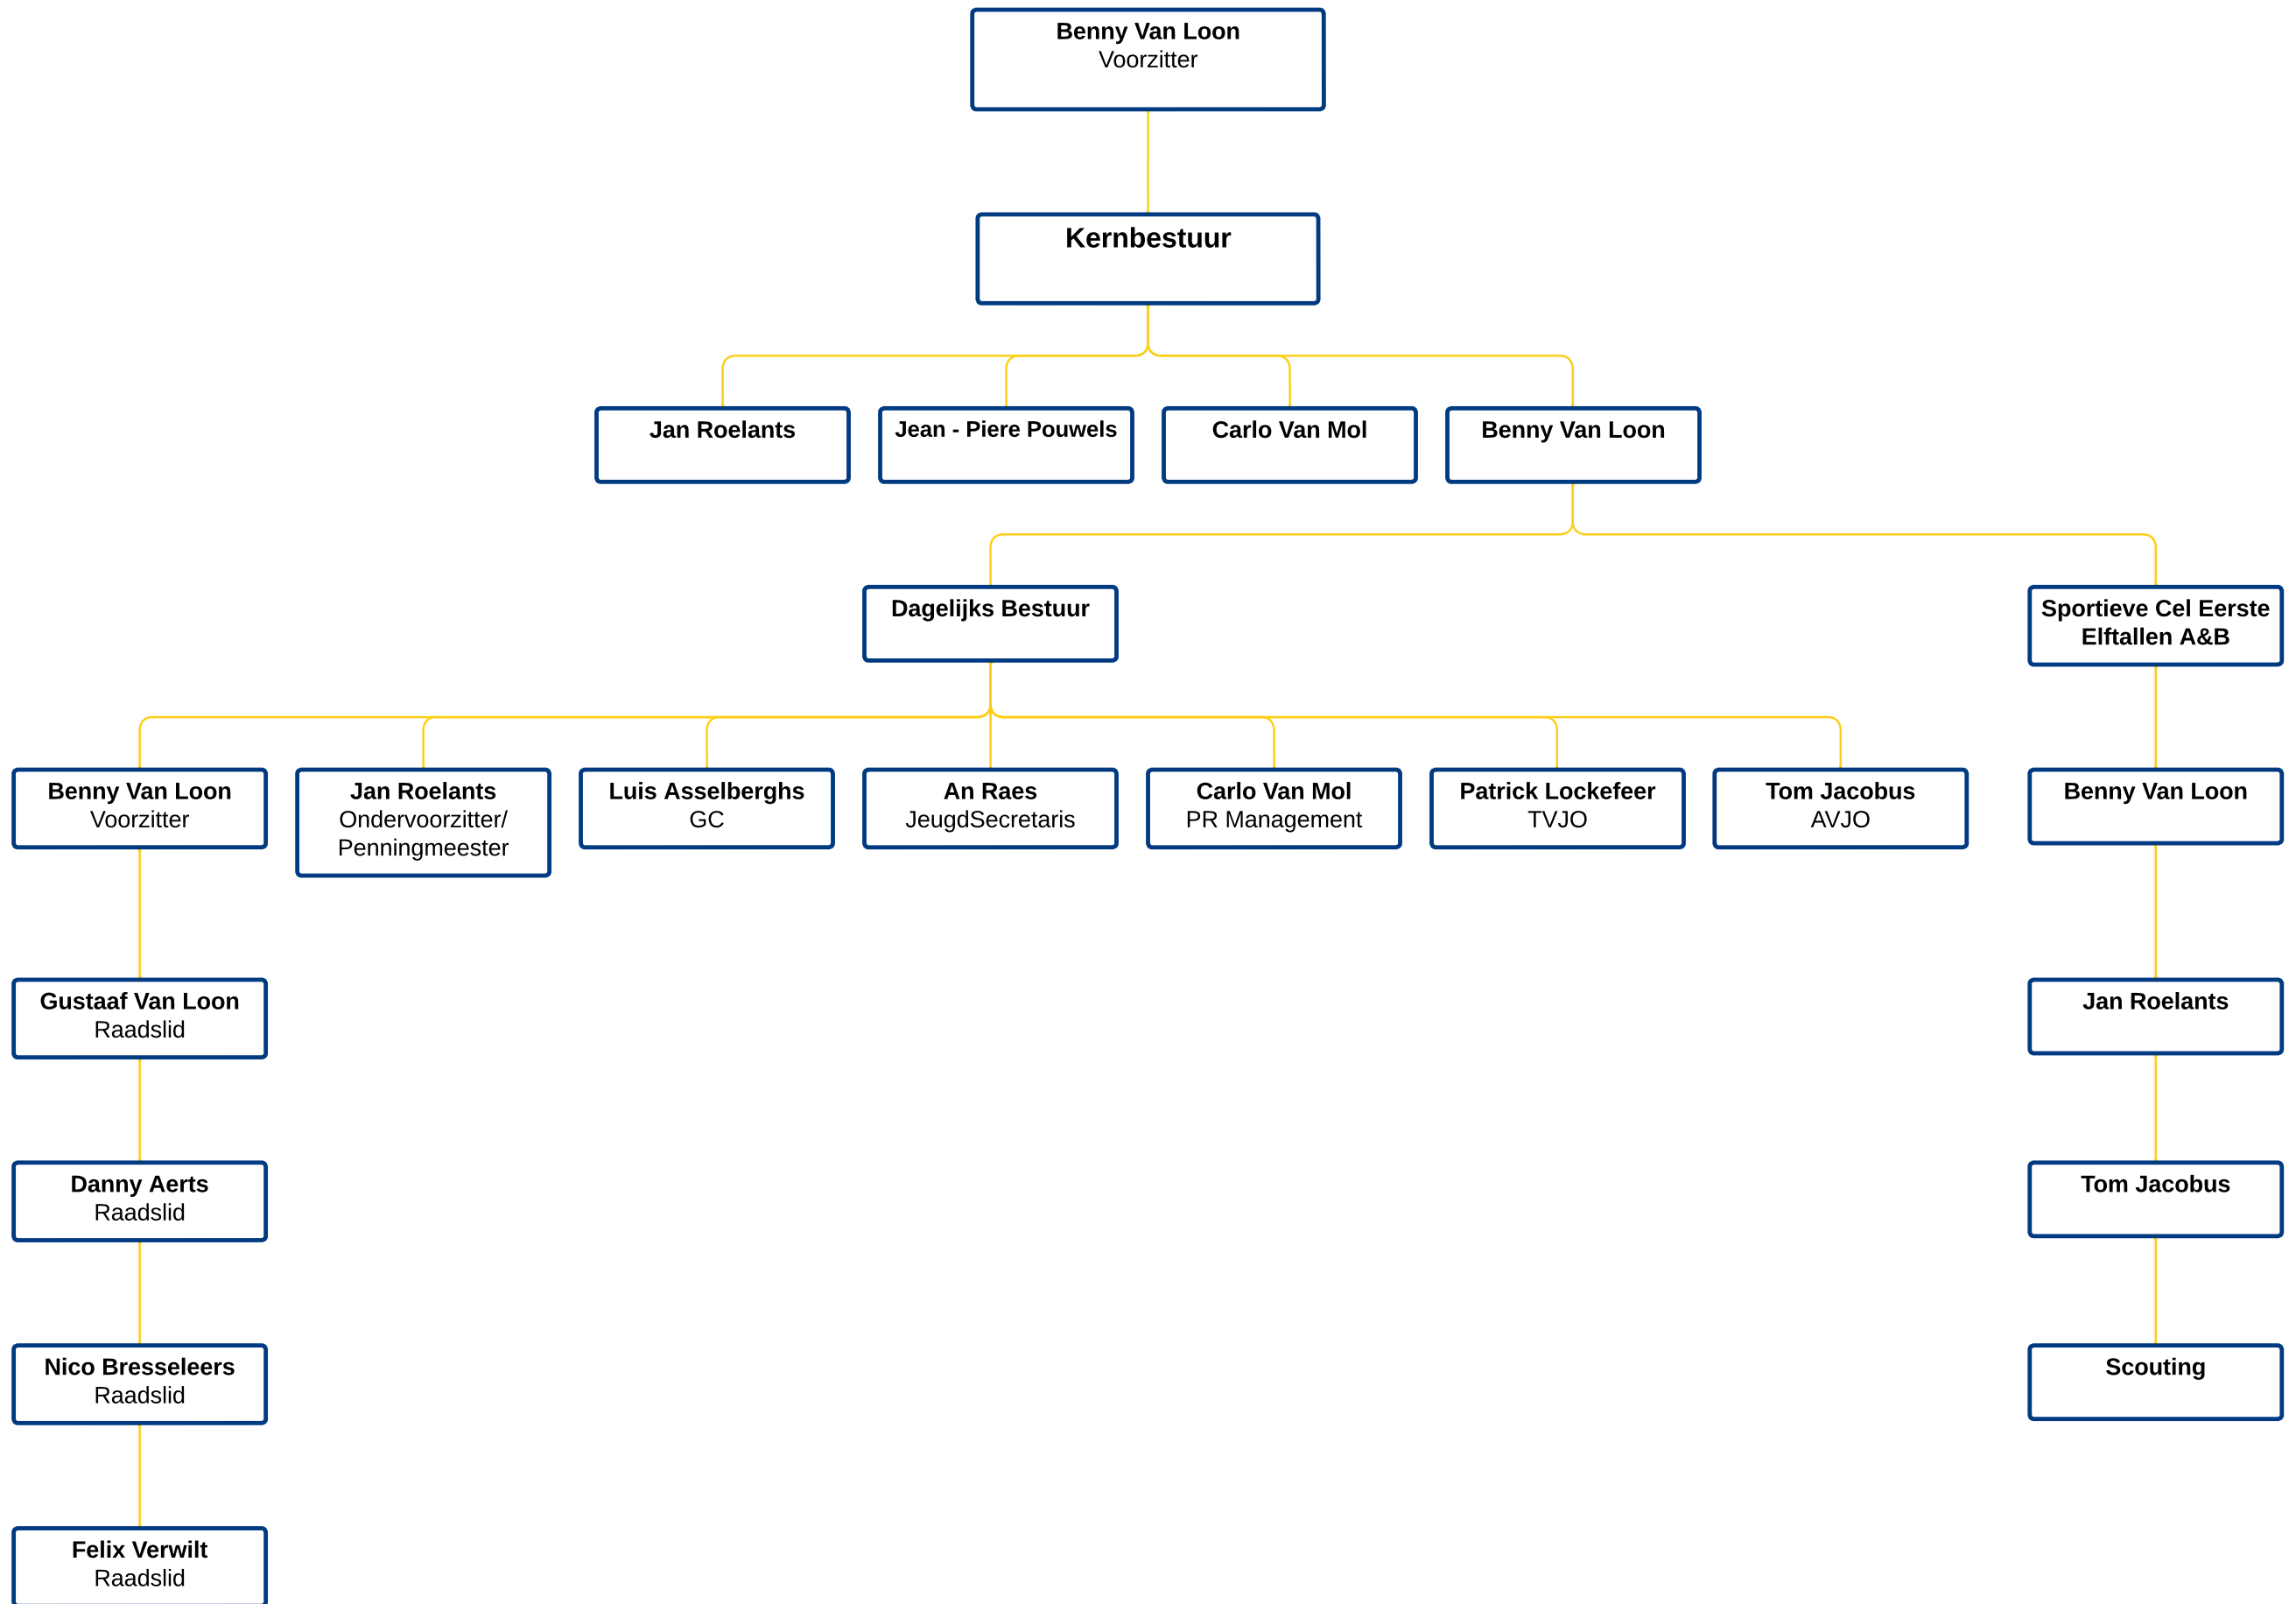 Benny Van Loon
Voorzitter
Kernbestuur
Jan Roelants
Jean - Piere Pouwels
Carlo Van Mol
Benny Van Loon
Dagelijks Bestuur
Sportieve Cel Eerste
Elftallen A&B
Benny Van Loon
Voorzitter
Jan Roelants
Ondervoorzitter/
Penningmeester
Luis Asselberghs
GC
An Raes
JeugdSecretaris
Carlo Van Mol
PR Management
Patrick Lockefeer
TVJO
Tom Jacobus
AVJO
Benny Van Loon
Gustaaf Van Loon
Raadslid
Jan Roelants
Danny Aerts
Raadslid
Tom Jacobus
Nico Bresseleers
Raadslid
Scouting
Felix Verwilt
Raadslid